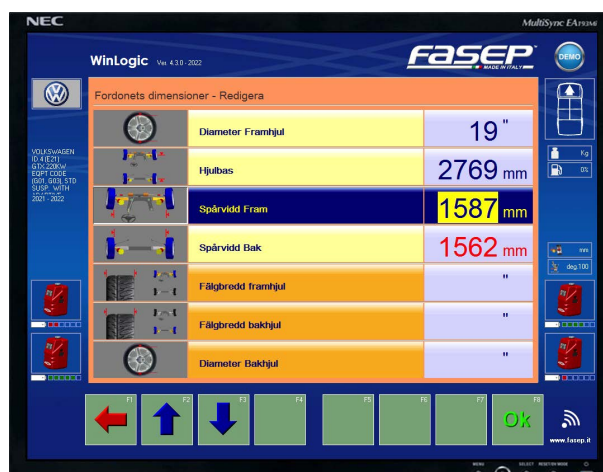 NEC
MultiSync EA193Mi
WinLogic Ver. 4.3.0 - 2022
FASEP
MADE IN ITALY
DEMO
Fordonets dimensioner - Redigera
Diameter Framhjul 19"
Hjulbas 2769 mm
Spårvidd Fram 1587 mm
Spårvidd Bak 1562 mm
Fälgbredd framhjul "
Fälgbredd bakhjul "
Diameter Bakhjul "
VOLKSWAGEN
ID 4 (E21)
GTX 220KW
EQPT CODE
(G01, G03), STD
SUSP. WITH
2021 - 2022
Kg
0%
mm
deg.100
F1 F2 F3 F4 F5 F6 F7 F8
Ok
www.fasep.it
MENU SELECT